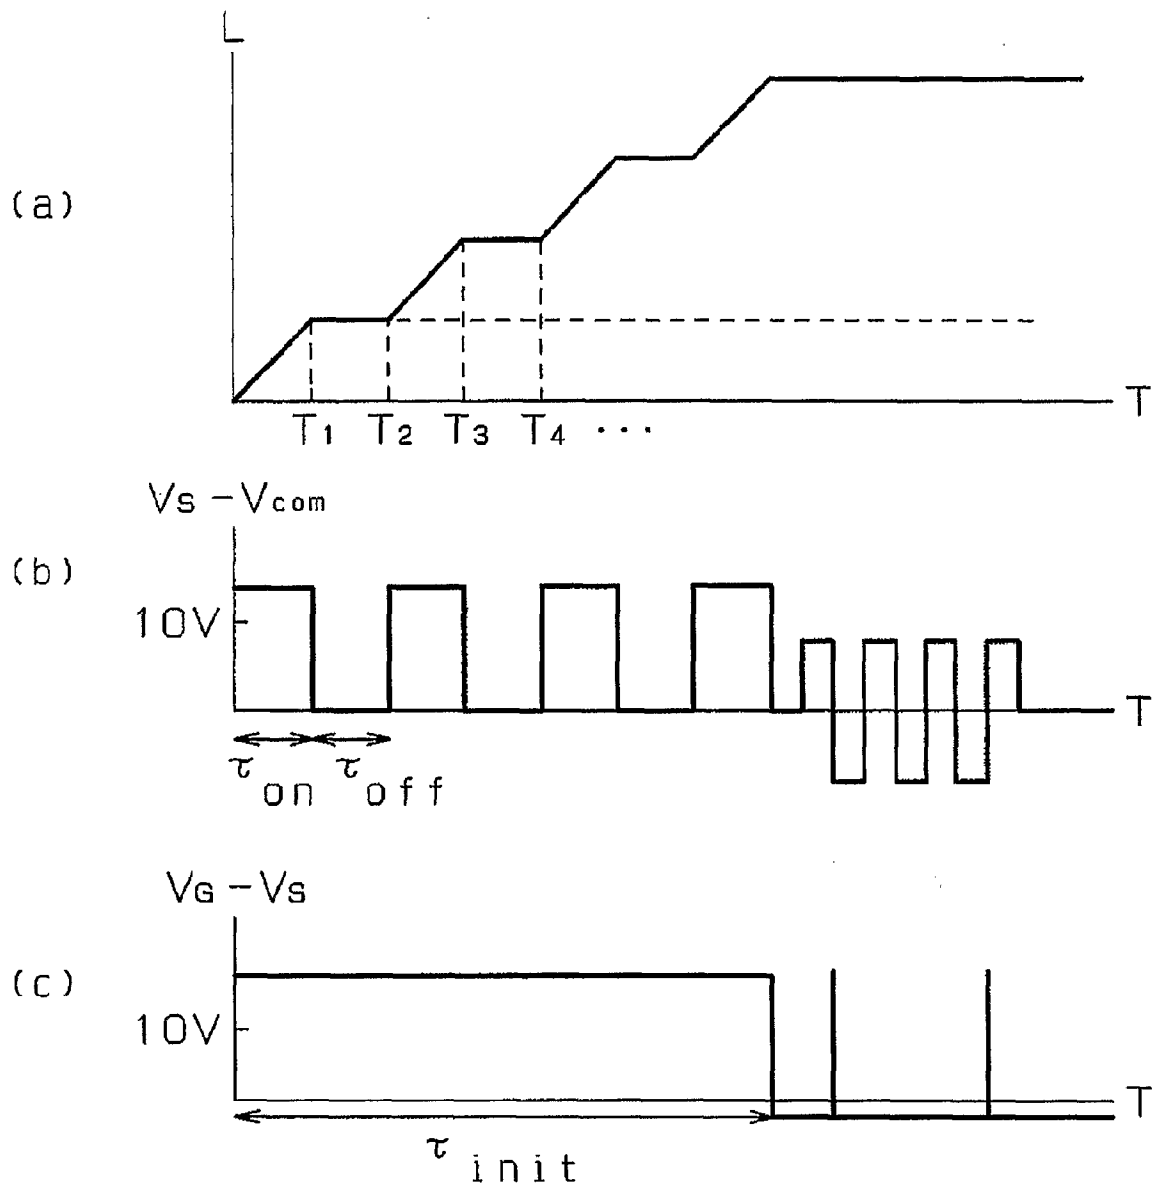 L
(a)
T
T1 T2 T3 T4 ...
Vs-Vcom
(b)
10V
T
τon τoff
VG-Vs
(c)
10V
T
τinit